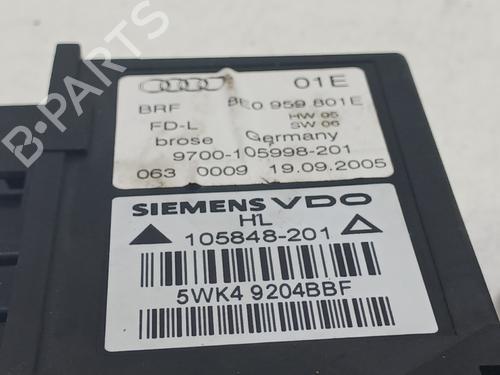 01E
BRF 8E0 959 801E
HW 05
FD-L SW 06
brose Germany
9700-105998-201
063 0009 19.09.2005
SIEMENS VDO
HL
105848-201
5WK4 9204BBF
B-PARTS